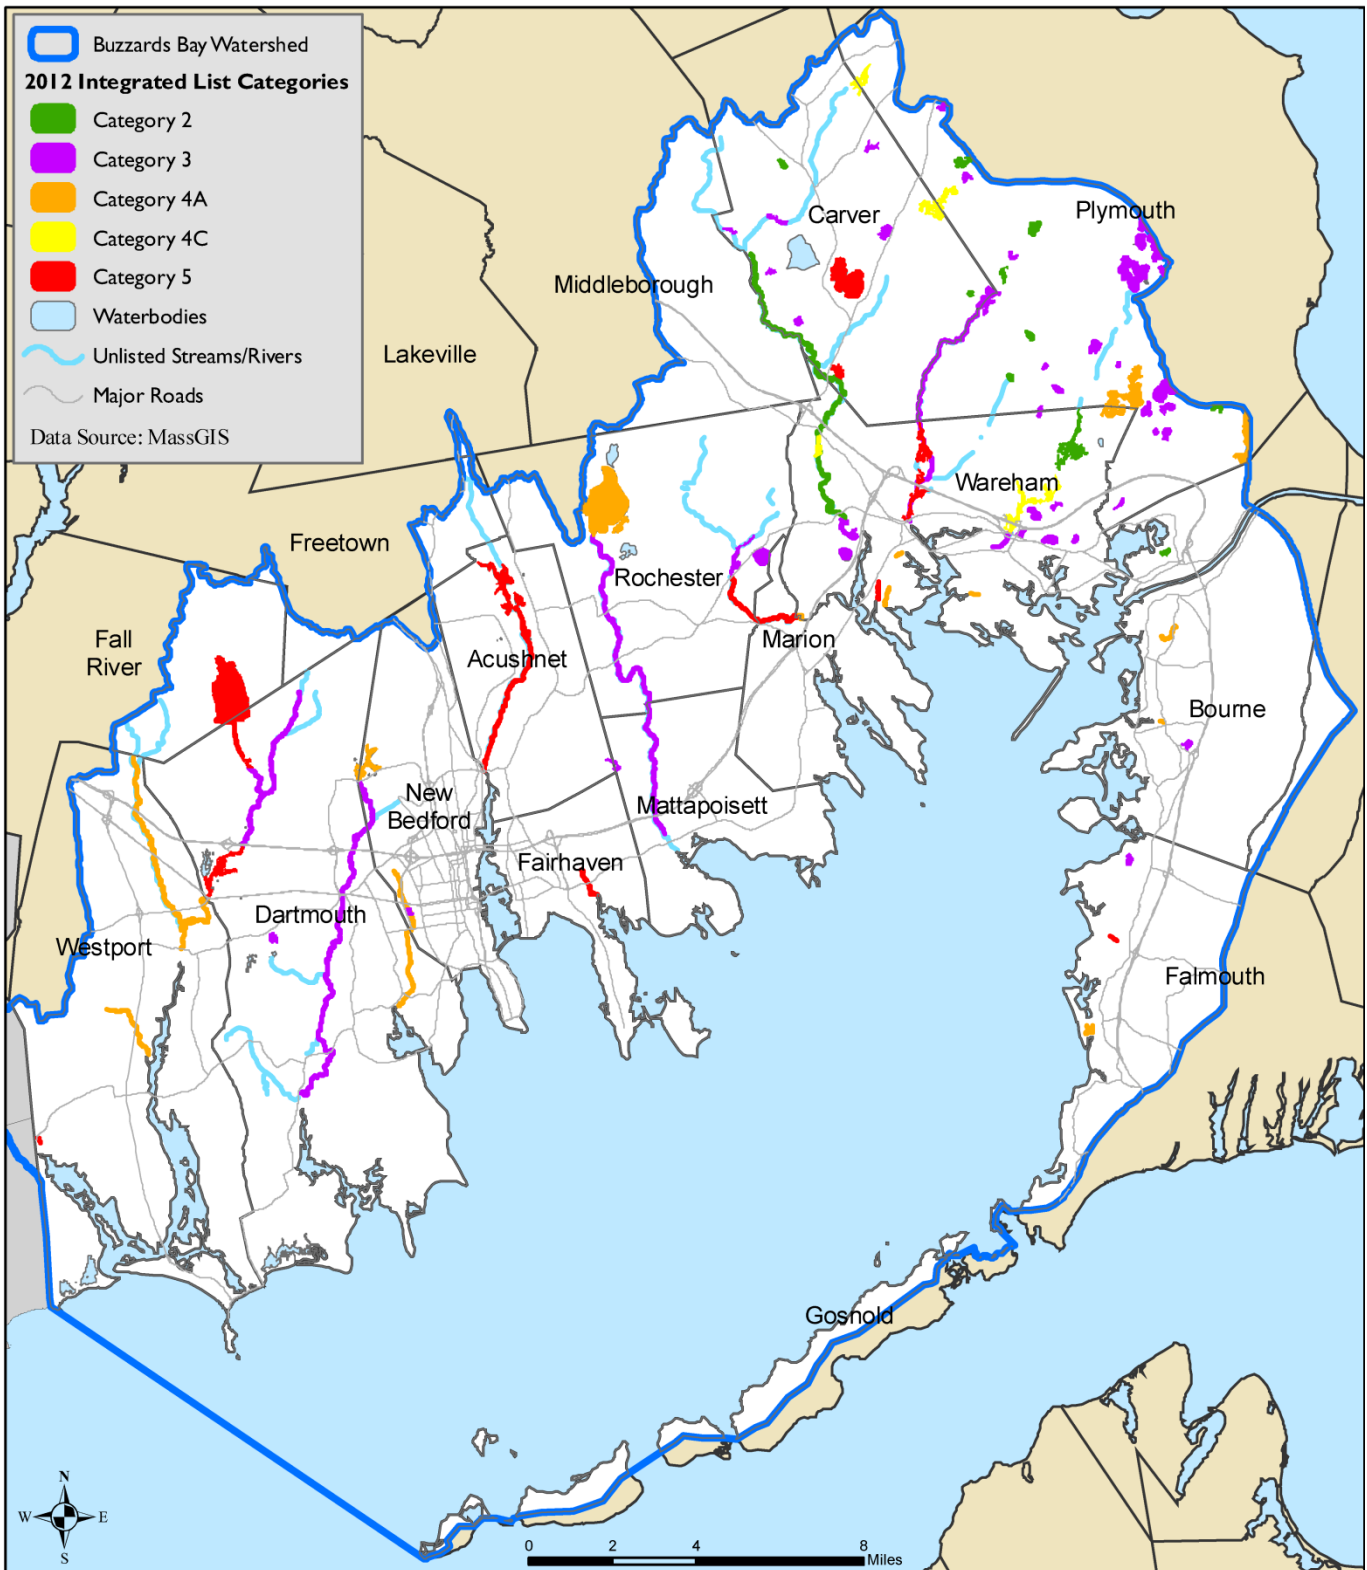 Buzzards Bay Watershed
2012 Integrated List Categories
Category 2
Category 3
Category 4A
Category 4C
Category 5
Waterbodies
Unlisted Streams/Rivers
Major Roads
Data Source: MassGIS
Carver
Plymouth
Middleborough
Lakeville
Wareham
Freetown
Rochester
Fall
River
Acushnet
Marion
Bourne
New
Bedford
Mattapoisett
Fairhaven
Dartmouth
Westport
Falmouth
Gosnold
N
W
E
S
0
2
4
8
Miles